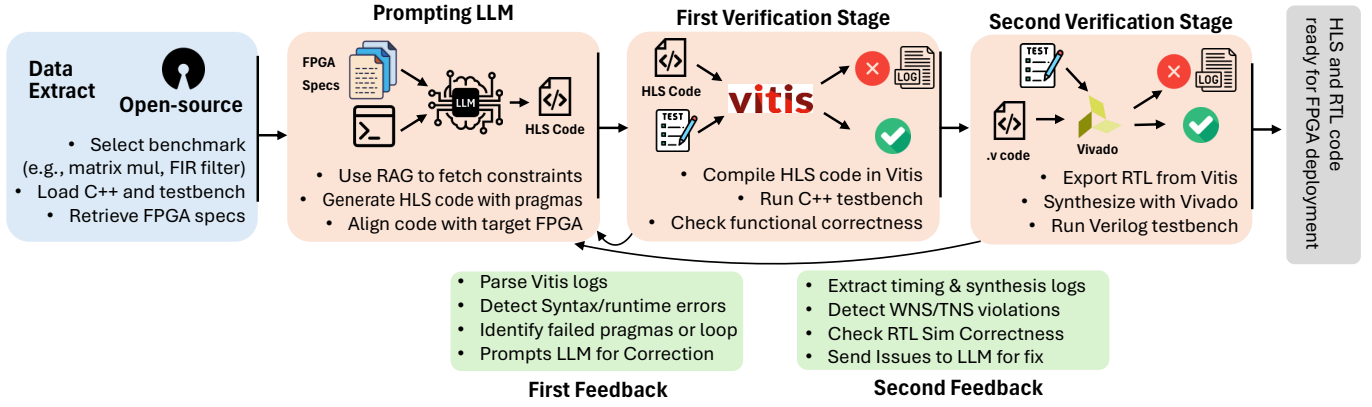 Data
Extract
Open-source
• Select benchmark
(e.g., matrix mul, FIR filter)
• Load C++ and testbench
• Retrieve FPGA specs
Prompting LLM
FPGA
Specs
LLM
HLS Code
• Use RAG to fetch constraints
• Generate HLS code with pragmas
• Align code with target FPGA
First Verification Stage
HLS Code
TEST
vitis
LOG
• Compile HLS code in Vitis
• Run C++ testbench
• Check functional correctness
Second Verification Stage
TEST
.v code
Vivado
LOG
• Export RTL from Vitis
• Synthesize with Vivado
• Run Verilog testbench
HLS and RTL code
ready for FPGA deployment
• Parse Vitis logs
• Detect Syntax/runtime errors
• Identify failed pragmas or loop
• Prompts LLM for Correction
First Feedback
• Extract timing & synthesis logs
• Detect WNS/TNS violations
• Check RTL Sim Correctness
• Send Issues to LLM for fix
Second Feedback